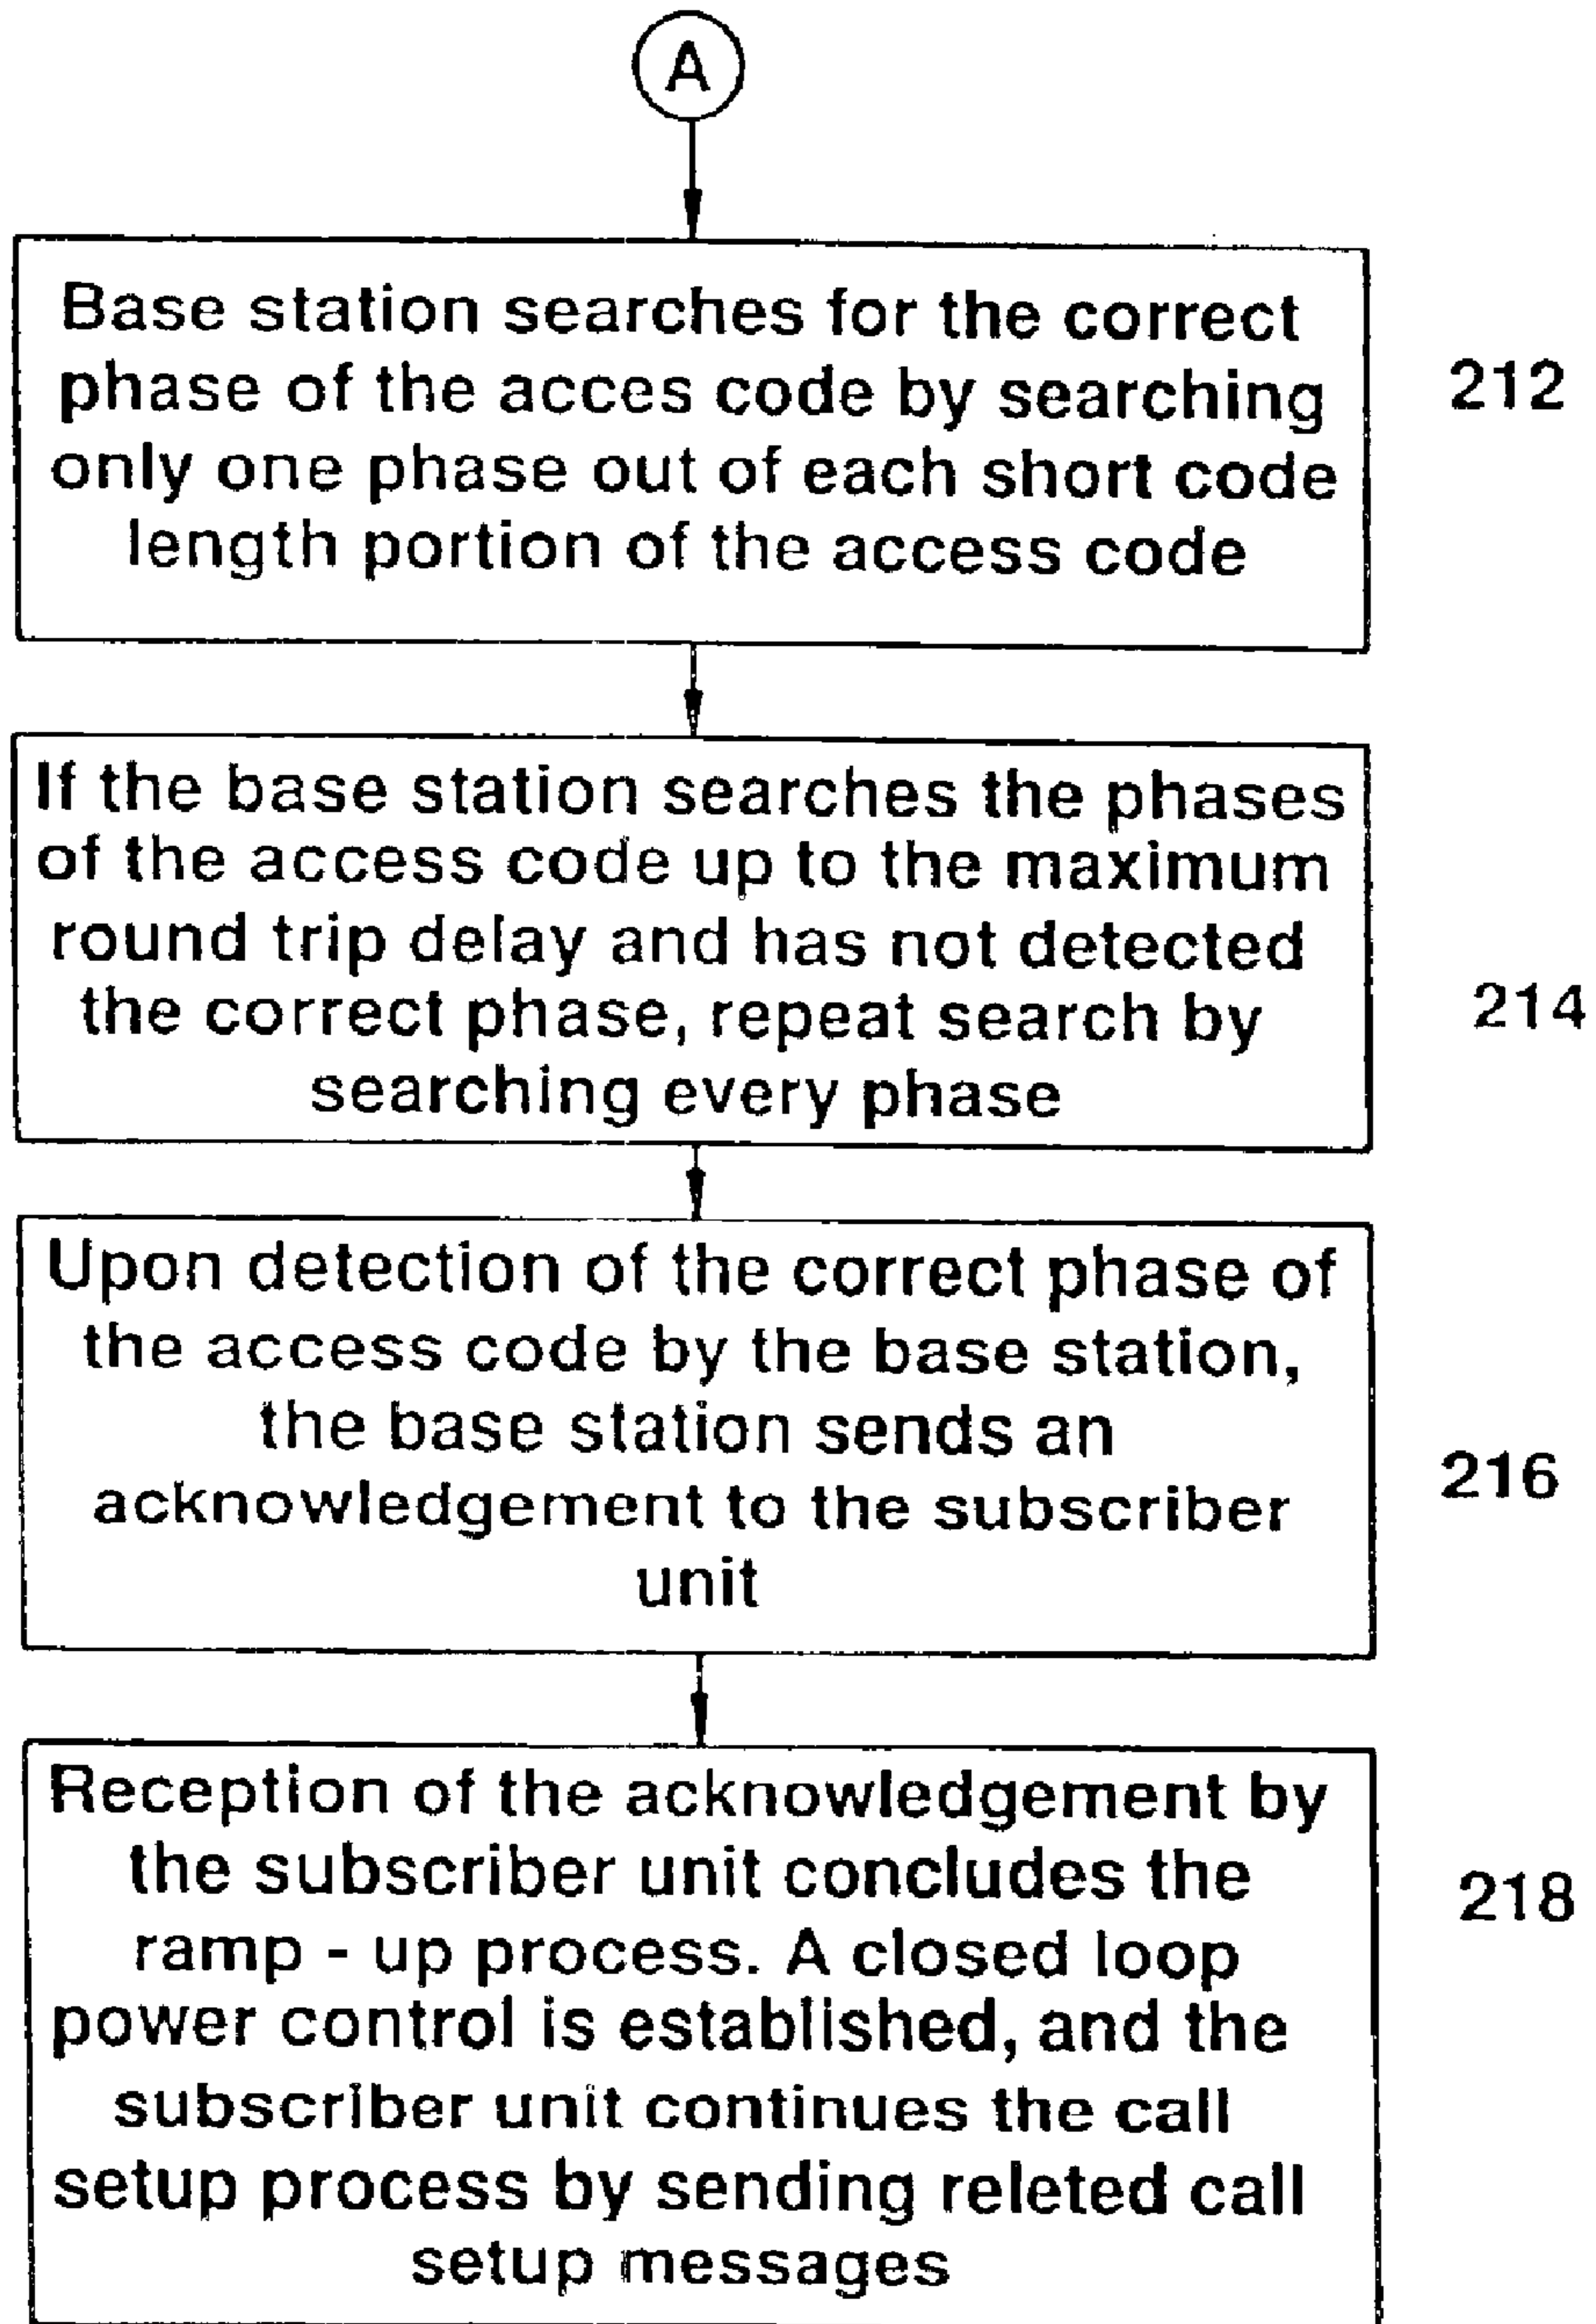 A
Base station searches for the correct
phase of the acces code by searching
only one phase out of each short code
length portion of the access code
212
If the base station searches the phases
of the access code up to the maximum
round trip delay and has not detected
the correct phase, repeat search by
searching every phase
214
Upon detection of the correct phase of
the access code by the base station,
the base station sends an
acknowledgement to the subscriber
unit
216
Reception of the acknowledgement by
the subscriber unit concludes the
ramp - up process. A closed loop
power control is established, and the
subscriber unit continues the call
setup process by sending releted call
setup messages
218